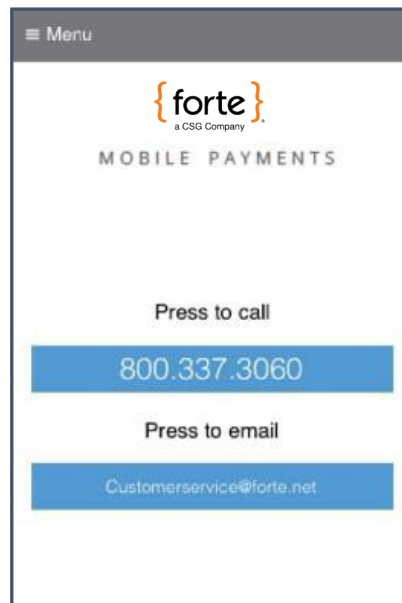 ≡ Menu
{forte}®
a CSG Company
MOBILE PAYMENTS
Press to call
800.337.3060
Press to email
Customerservice@forte.net